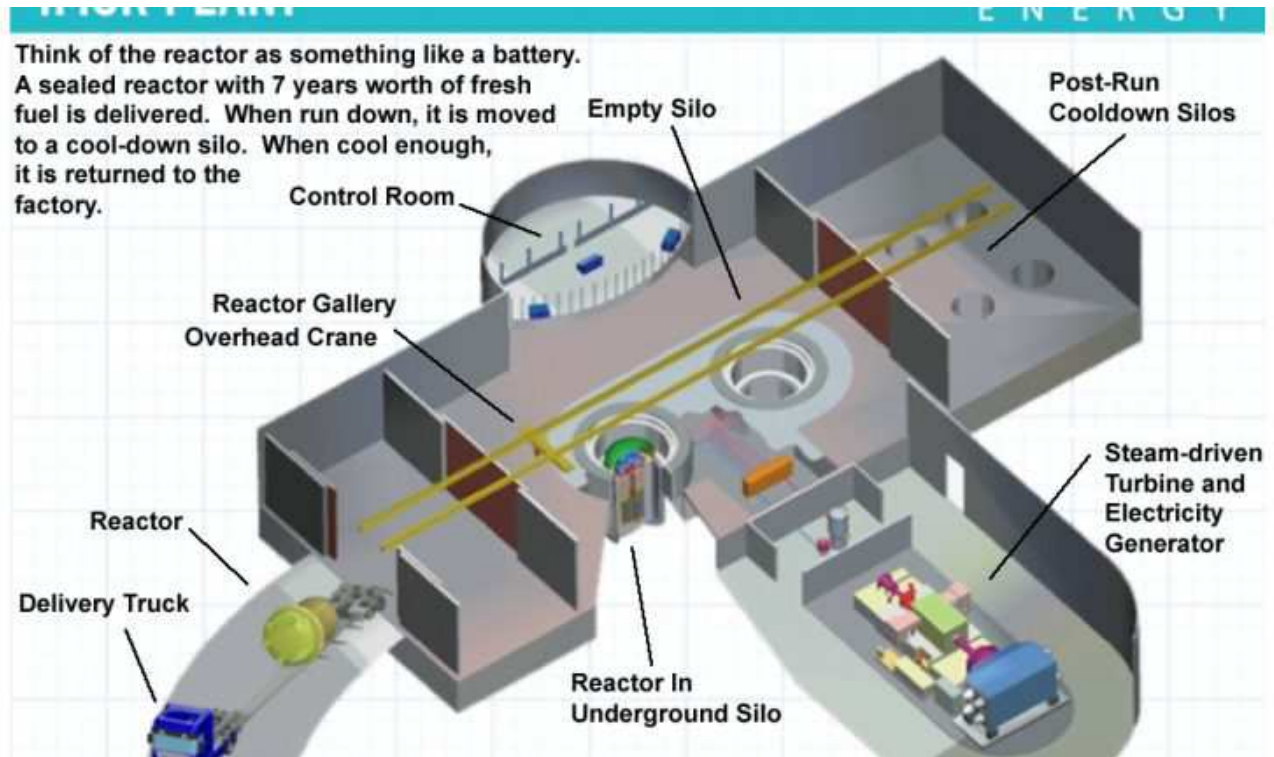 IMSR PLANT
ENERGY
Think of the reactor as something like a battery.
A sealed reactor with 7 years worth of fresh
fuel is delivered. When run down, it is moved
to a cool-down silo. When cool enough,
it is returned to the
factory.
Empty Silo
Post-Run
Cooldown Silos
Control Room
Reactor Gallery
Overhead Crane
Reactor
Delivery Truck
Steam-driven
Turbine and
Electricity
Generator
Reactor In
Underground Silo